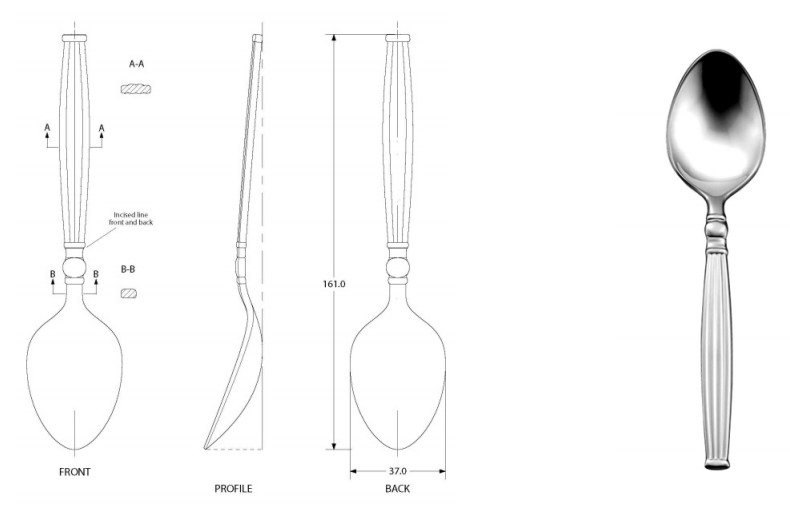 A-A
A
A
Incised line
front and back
B-B
B
B
161.0
37.0
FRONT
PROFILE
BACK